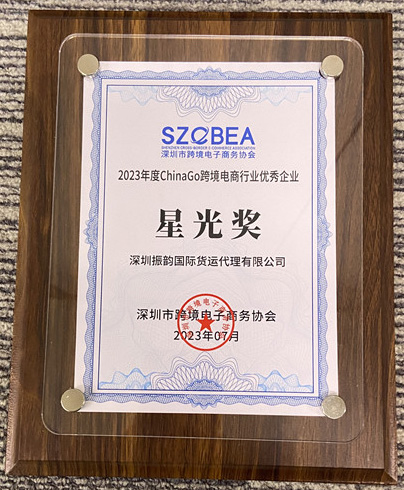 SZCBEA
SHENZHEN CROSS-BORDER E-COMMERCE ASSOCIATION
深圳市跨境电子商务协会
2023年度ChinaGo跨境电商行业优秀企业
星光奖
深圳振韵国际货运代理有限公司
深圳市跨境电子商务协会
2023年07月